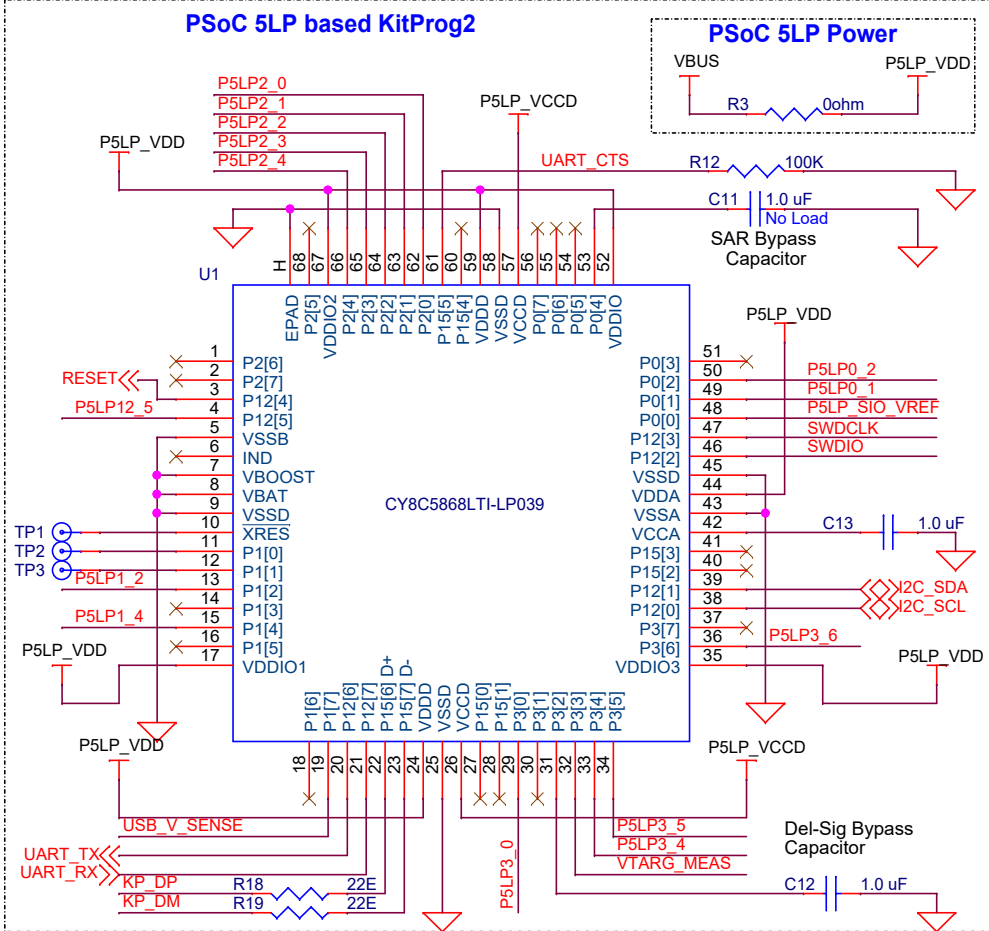 PSoC 5LP based KitProg2
PSoC 5LP Power
VBUS
P5LP_VDD
R3
0ohm
P5LP2_0
P5LP2_1
P5LP2_2
P5LP2_3
P5LP2_4
P5LP_VCCD
P5LP_VDD
UART_CTS
R12
100K
C11
1.0 uF
No Load
SAR Bypass
Capacitor
U1
H
68
67
66
65
64
63
62
61
60
59
58
57
56
55
54
53
52
EPAD
P2[5]
VDDIO2
P2[4]
P2[3]
P2[2]
P2[1]
P2[0]
P15[5]
P15[4]
VDDD
VSSD
VCCD
P0[7]
P0[6]
P0[5]
P0[4]
VDDIO
P5LP_VDD
RESET
P5LP12_5
1
2
3
4
5
6
7
8
9
10
11
12
13
14
15
16
17
P2[6]
P2[7]
P12[4]
P12[5]
VSSB
IND
VBOOST
VBAT
VSSD
XRES
P1[0]
P1[1]
P1[2]
P1[3]
P1[4]
P1[5]
VDDIO1
TP1
TP2
TP3
P5LP1_2
P5LP1_4
P5LP_VDD
CY8C5868LTI-LP039
P0[3]
P0[2]
P0[1]
P0[0]
P12[3]
P12[2]
VSSD
VDDA
VSSA
VCCA
P15[3]
P15[2]
P12[1]
P12[0]
P3[7]
P3[6]
VDDIO3
51
50
49
48
47
46
45
44
43
42
41
40
39
38
37
36
35
P5LP0_2
P5LP0_1
P5LP_SIO_VREF
SWDCLK
SWDIO
C13
1.0 uF
I2C_SDA
I2C_SCL
P5LP3_6
P5LP_VDD
P1[6]
P1[7]
P12[6]
P12[7]
P15[6] D+
P15[7] D-
VDDD
VSSD
VCCD
P15[0]
P15[1]
P3[0]
P3[1]
P3[2]
P3[3]
P3[4]
P3[5]
18
19
20
21
22
23
24
25
26
27
28
29
30
31
32
33
34
P5LP_VDD
P5LP_VCCD
USB_V_SENSE
UART_TX
UART_RX
KP_DP
R18
22E
KP_DM
R19
22E
P5LP3_0
P5LP3_5
P5LP3_4
VTARG_MEAS
Del-Sig Bypass
Capacitor
C12
1.0 uF